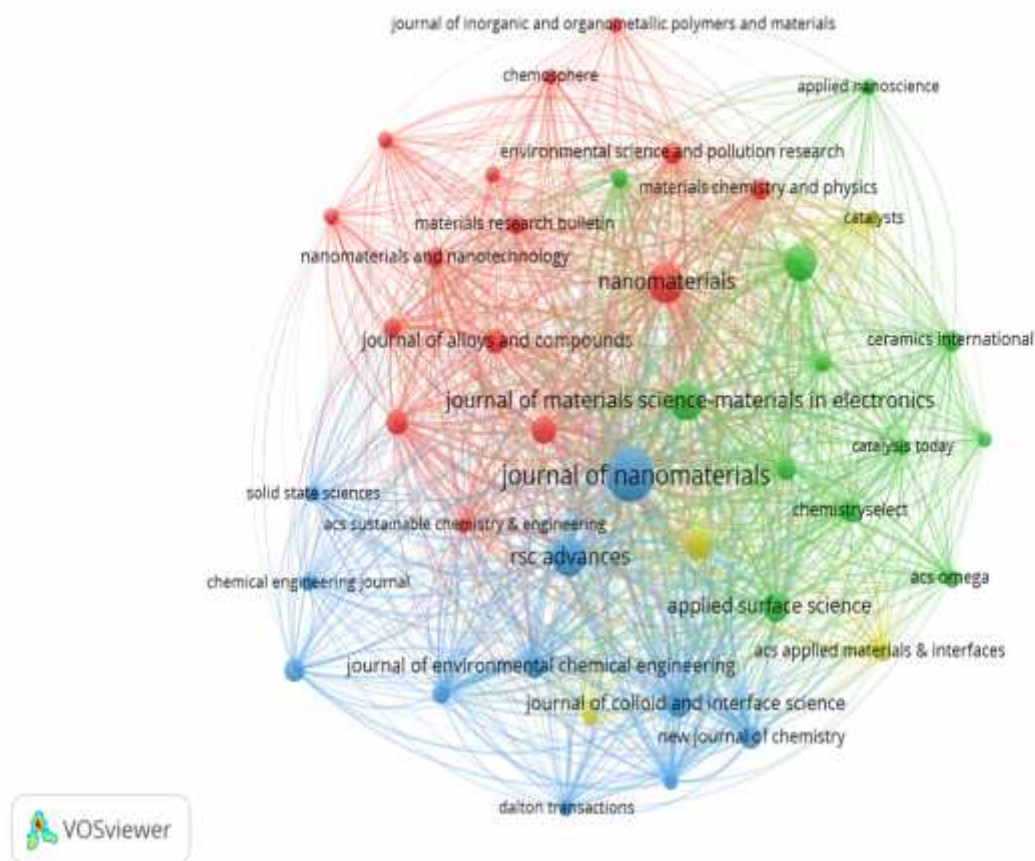 journal of inorganic and organometallic polymers and materials
chemosphere
applied nanoscience
environmental science and pollution research
materials chemistry and physics
catalysts
materials research bulletin
nanomaterials and nanotechnology
nanomaterials
journal of alloys and compounds
ceramics international
journal of materials science-materials in electronics
catalysis today
journal of nanomaterials
solid state sciences
chemistryselect
acs sustainable chemistry & engineering
rsc advances
chemical engineering journal
acs omega
applied surface science
acs applied materials & interfaces
journal of environmental chemical engineering
journal of colloid and interface science
new journal of chemistry
dalton transactions
VOSviewer